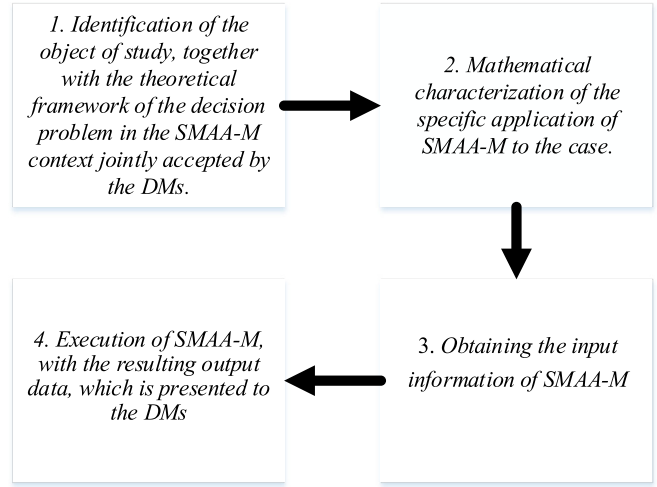 1. Identification of the
object of study, together
with the theoretical
framework of the decision
problem in the SMAA-M
context jointly accepted by
the DMs.
2. Mathematical
characterization of the
specific application of
SMAA-M to the case.
3. Obtaining the input
information of SMAA-M
4. Execution of SMAA-M,
with the resulting output
data, which is presented to
the DMs